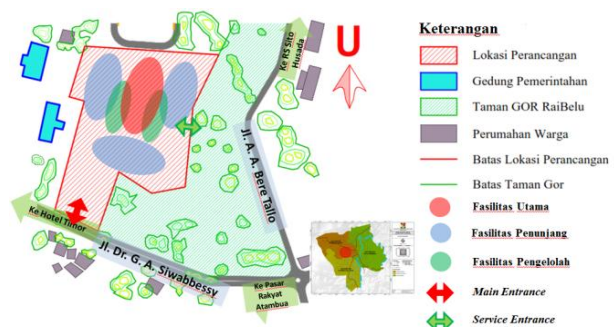 Ke RS Sito
Husada
U
Jl. A. A. Bere Tallo
Ke Hotel Timor
Jl. Dr. G. A. Siwabbessy
Ke Pasar
Rakyat
Atambua
Keterangan
Lokasi Perancangan
Gedung Pemerintahan
Taman GOR RaiBelu
Perumahan Warga
Batas Lokasi Perancangan
Batas Taman Gor
Fasilitas Utama
Fasilitas Penunjang
Fasilitas Pengelolah
Main Entrance
Service Entrance